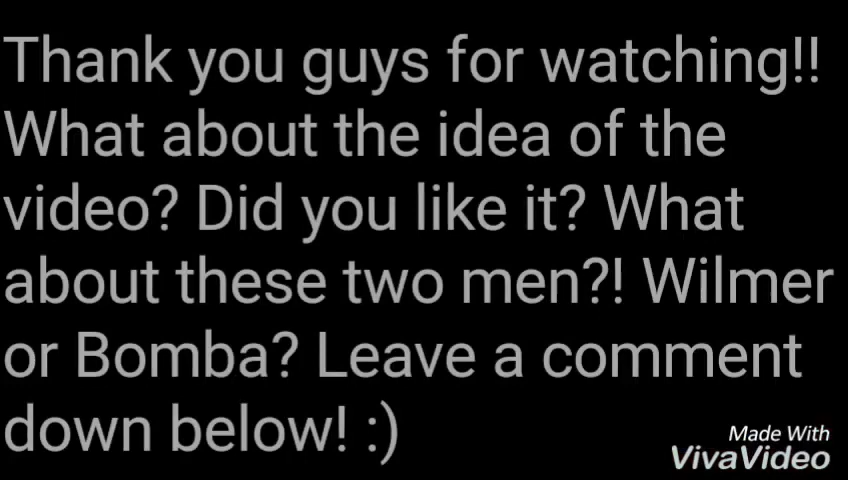 Thank you guys for watching!!
What about the idea of the
video? Did you like it? What
about these two men?! Wilmer
or Bomba? Leave a comment
down below! :)
Made With
VivaVideo